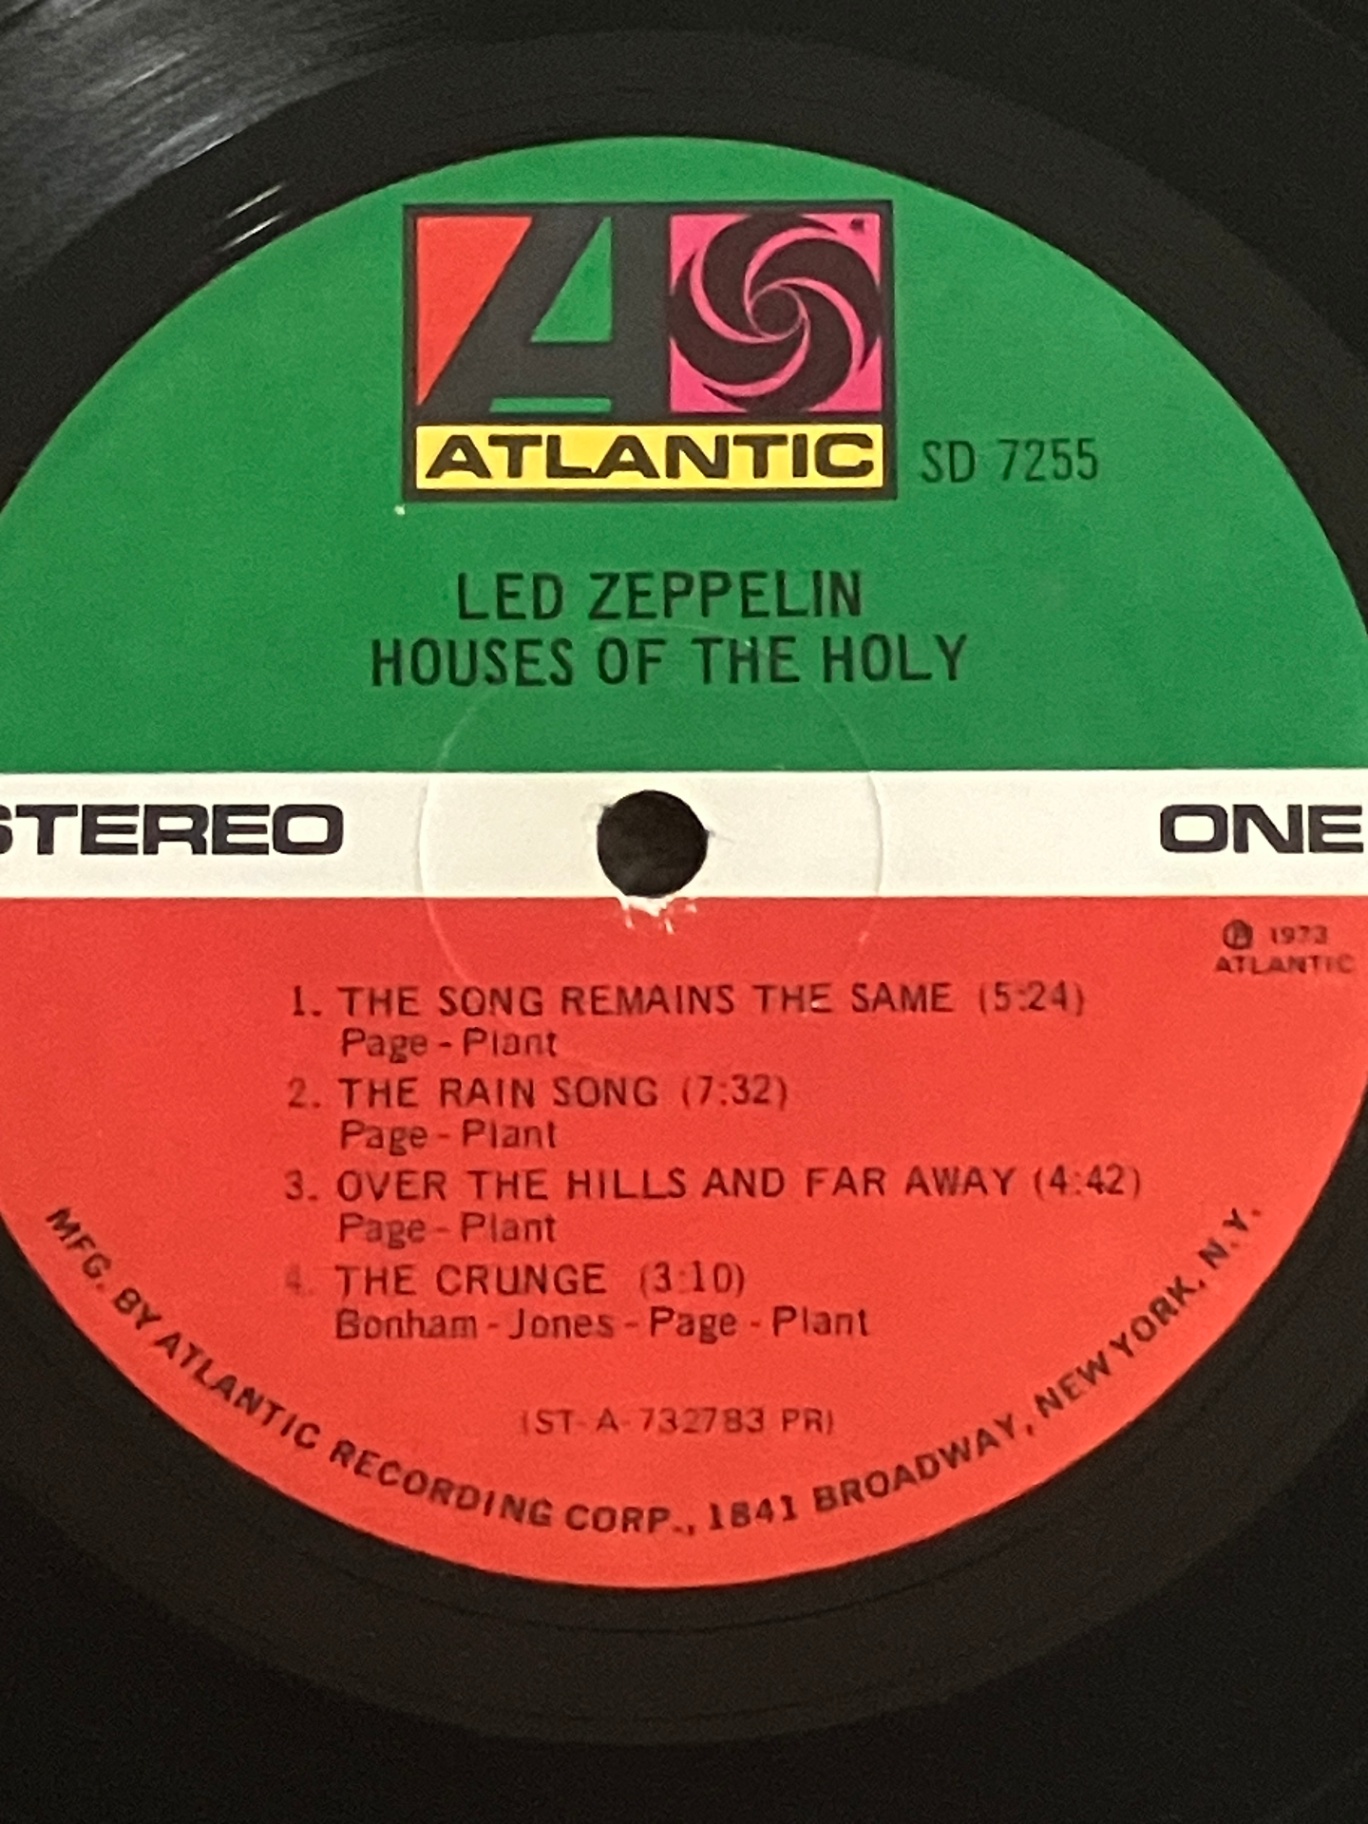 ATLANTIC
SD 7255
LED ZEPPELIN
HOUSES OF THE HOLY
STEREO
ONE
℗ 1973
ATLANTIC
1. THE SONG REMAINS THE SAME (5:24)
Page - Plant
2. THE RAIN SONG (7:32)
Page - Plant
3. OVER THE HILLS AND FAR AWAY (4:42)
Page - Plant
4. THE CRUNGE (3:10)
Bonham - Jones - Page - Plant
(ST-A-732783 PR)
MFG. BY ATLANTIC RECORDING CORP., 1841 BROADWAY, NEW YORK, N.Y.